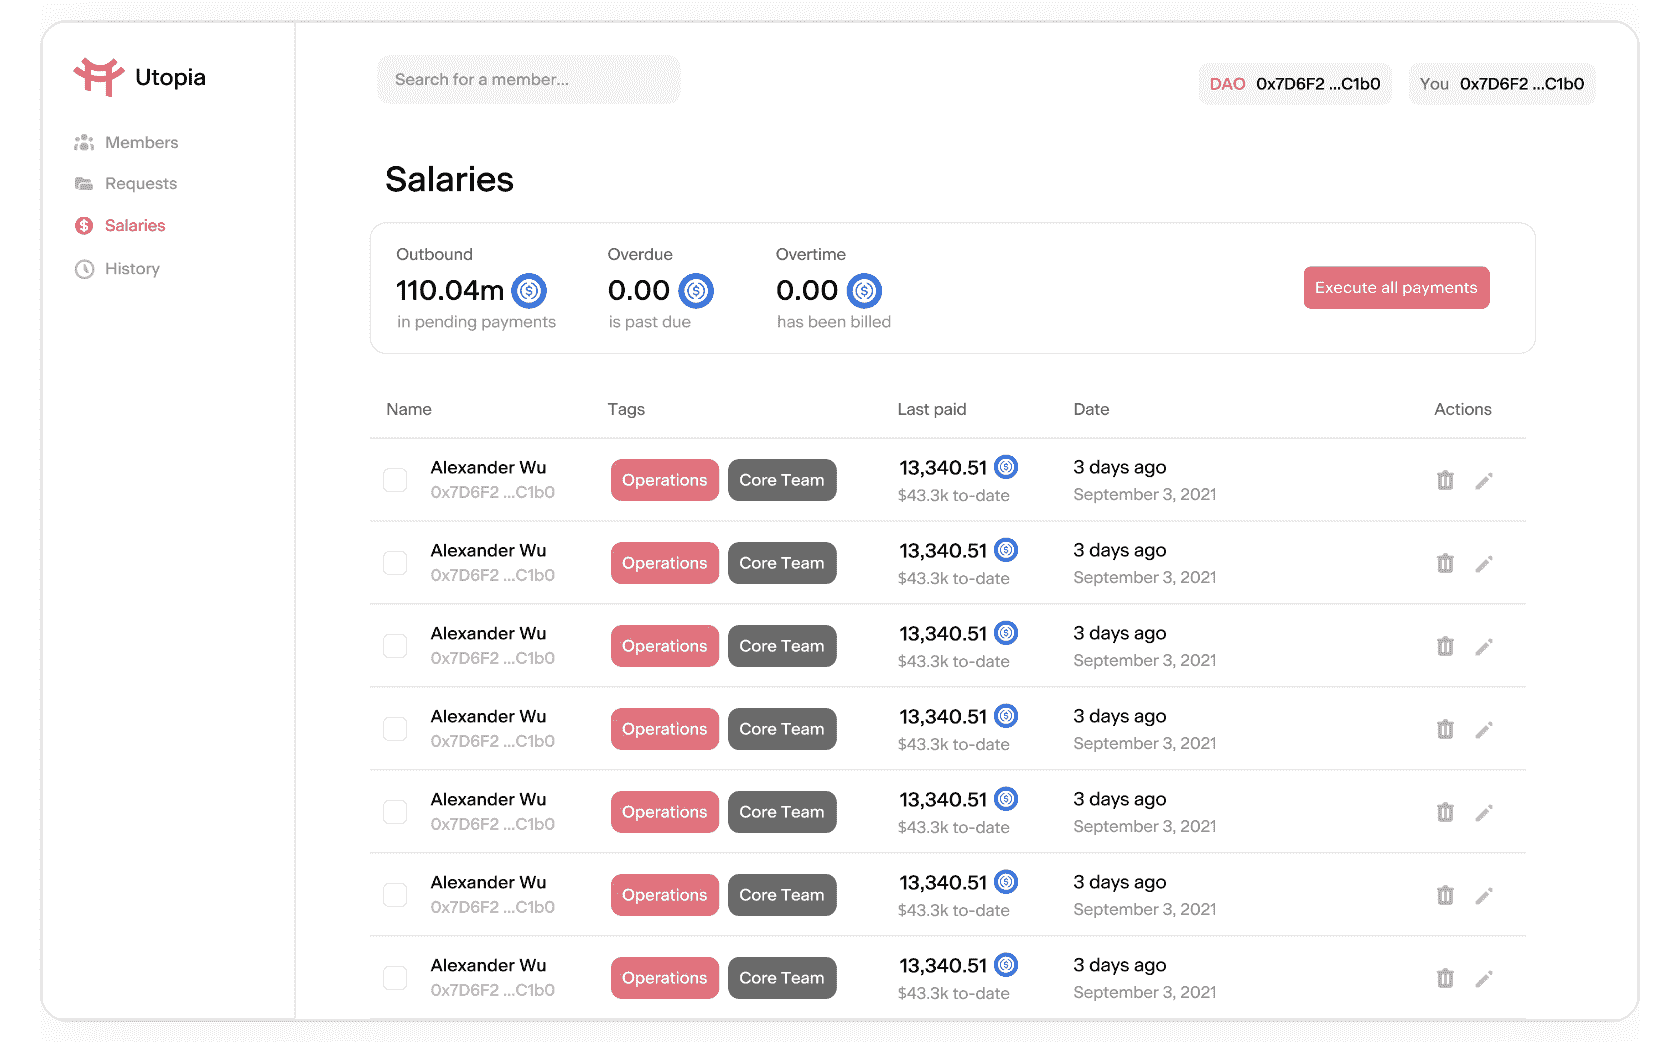 Utopia
Search for a member...
DAO 0x7D6F2 ...C1b0
You 0x7D6F2 ...C1b0
Members
Requests
Salaries
History
Salaries
Outbound
110.04m
in pending payments
Overdue
0.00
is past due
Overtime
0.00
has been billed
Execute all payments
Name Tags Last paid Date Actions
Alexander Wu Operations Core Team 13,340.51 3 days ago
0x7D6F2 ...C1b0 $43.3k to-date September 3, 2021
Alexander Wu Operations Core Team 13,340.51 3 days ago
0x7D6F2 ...C1b0 $43.3k to-date September 3, 2021
Alexander Wu Operations Core Team 13,340.51 3 days ago
0x7D6F2 ...C1b0 $43.3k to-date September 3, 2021
Alexander Wu Operations Core Team 13,340.51 3 days ago
0x7D6F2 ...C1b0 $43.3k to-date September 3, 2021
Alexander Wu Operations Core Team 13,340.51 3 days ago
0x7D6F2 ...C1b0 $43.3k to-date September 3, 2021
Alexander Wu Operations Core Team 13,340.51 3 days ago
0x7D6F2 ...C1b0 $43.3k to-date September 3, 2021
Alexander Wu Operations Core Team 13,340.51 3 days ago
0x7D6F2 ...C1b0 $43.3k to-date September 3, 2021